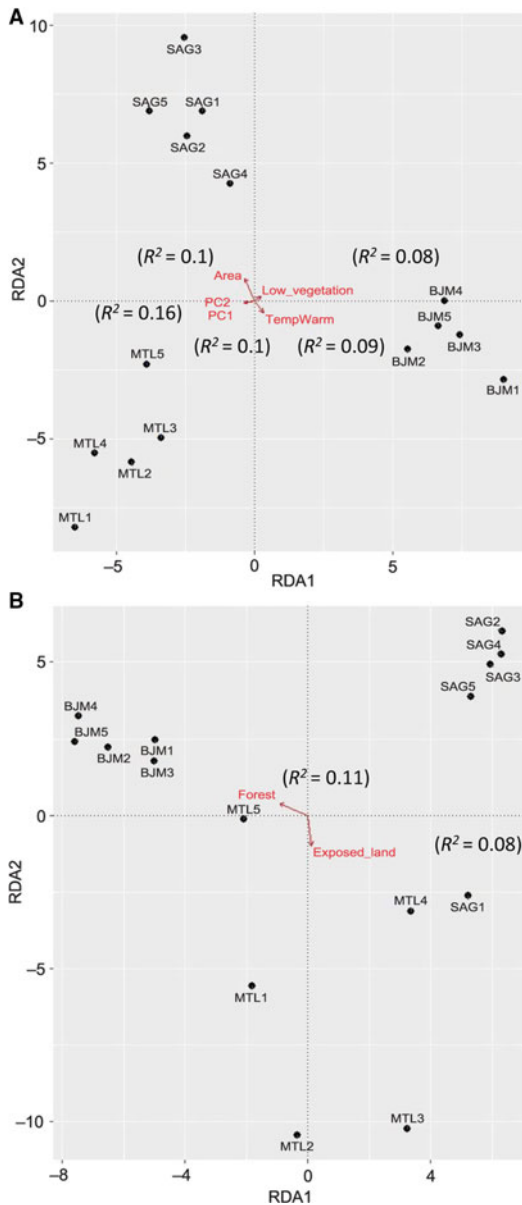 A
10
SAG3
SAG5 SAG1
SAG2
5
SAG4
(R² = 0.1)
(R² = 0.08)
Area
Low_vegetation
BJM4
RDA2
0
PC2
(R² = 0.16)
PC1
TempWarm
BJM5
BJM3
(R² = 0.1)
(R² = 0.09)
BJM2
BJM1
MTL5
MTL3
−5
MTL4
MTL2
MTL1
−5 0 5
RDA1
B
SAG2
SAG4
5
SAG3
SAG5
BJM4
BJM5
BJM1
BJM2
BJM3
(R² = 0.11)
Forest
MTL5
0
Exposed_land
(R² = 0.08)
RDA2
MTL4
SAG1
−5
MTL1
MTL3
−10
MTL2
−8 −4 0 4
RDA1